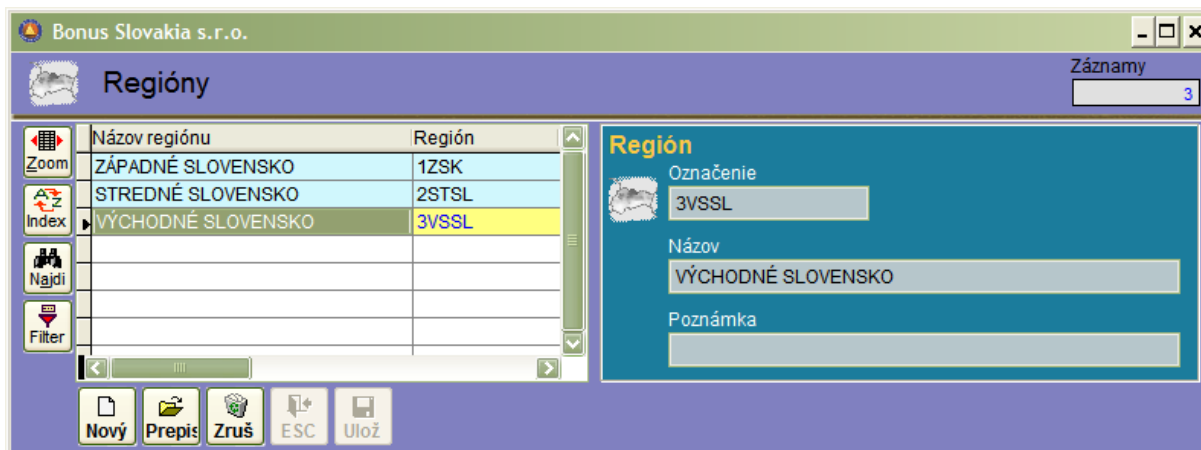 Bonus Slovakia s.r.o.
Regióny
Záznamy
3
Zoom
Index
Najdi
Filter
Názov regiónu Región
ZÁPADNÉ SLOVENSKO 1ZSK
STREDNÉ SLOVENSKO 2STSL
VÝCHODNÉ SLOVENSKO 3VSSL
Región
Označenie
3VSSL
Názov
VÝCHODNÉ SLOVENSKO
Poznámka
Nový Prepis Zruš ESC Ulož